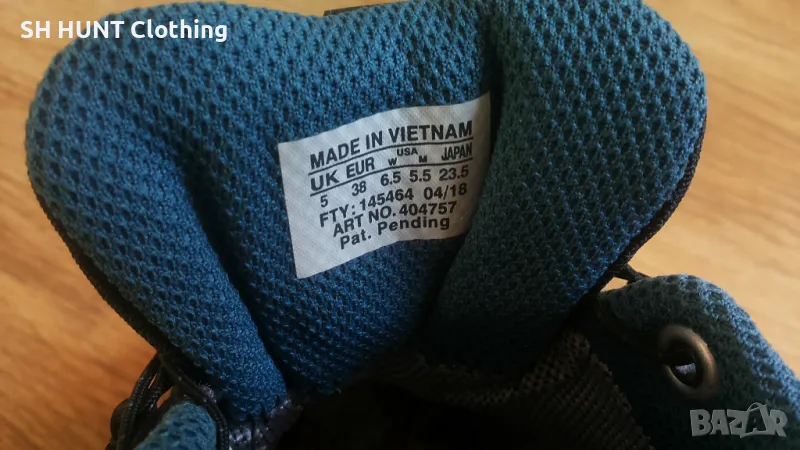 SH HUNT Clothing
MADE IN VIETNAM
UK EUR USA W M JAPAN
5 38 6.5 5.5 23.5
FTY: 145464 04/18
ART NO. 404757
Pat. Pending
BAZAR